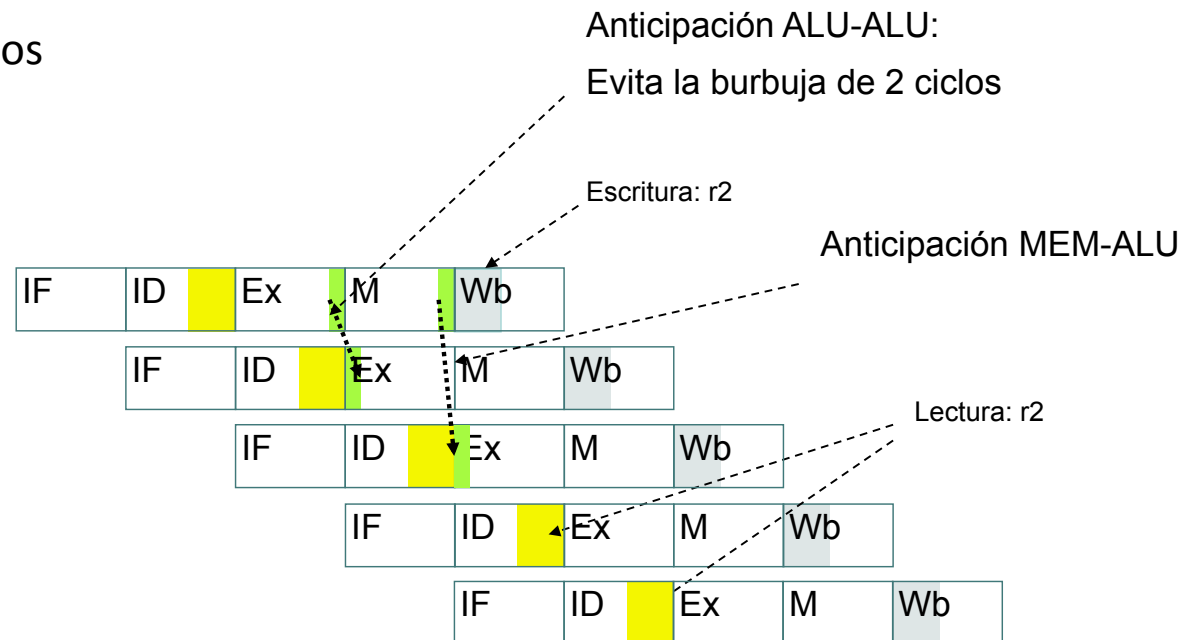 os
Anticipación ALU-ALU:
Evita la burbuja de 2 ciclos
Escritura: r2
Anticipación MEM-ALU
IF ID Ex M Wb
IF ID Ex M Wb
Lectura: r2
IF ID Ex M Wb
IF ID Ex M Wb
IF ID Ex M Wb